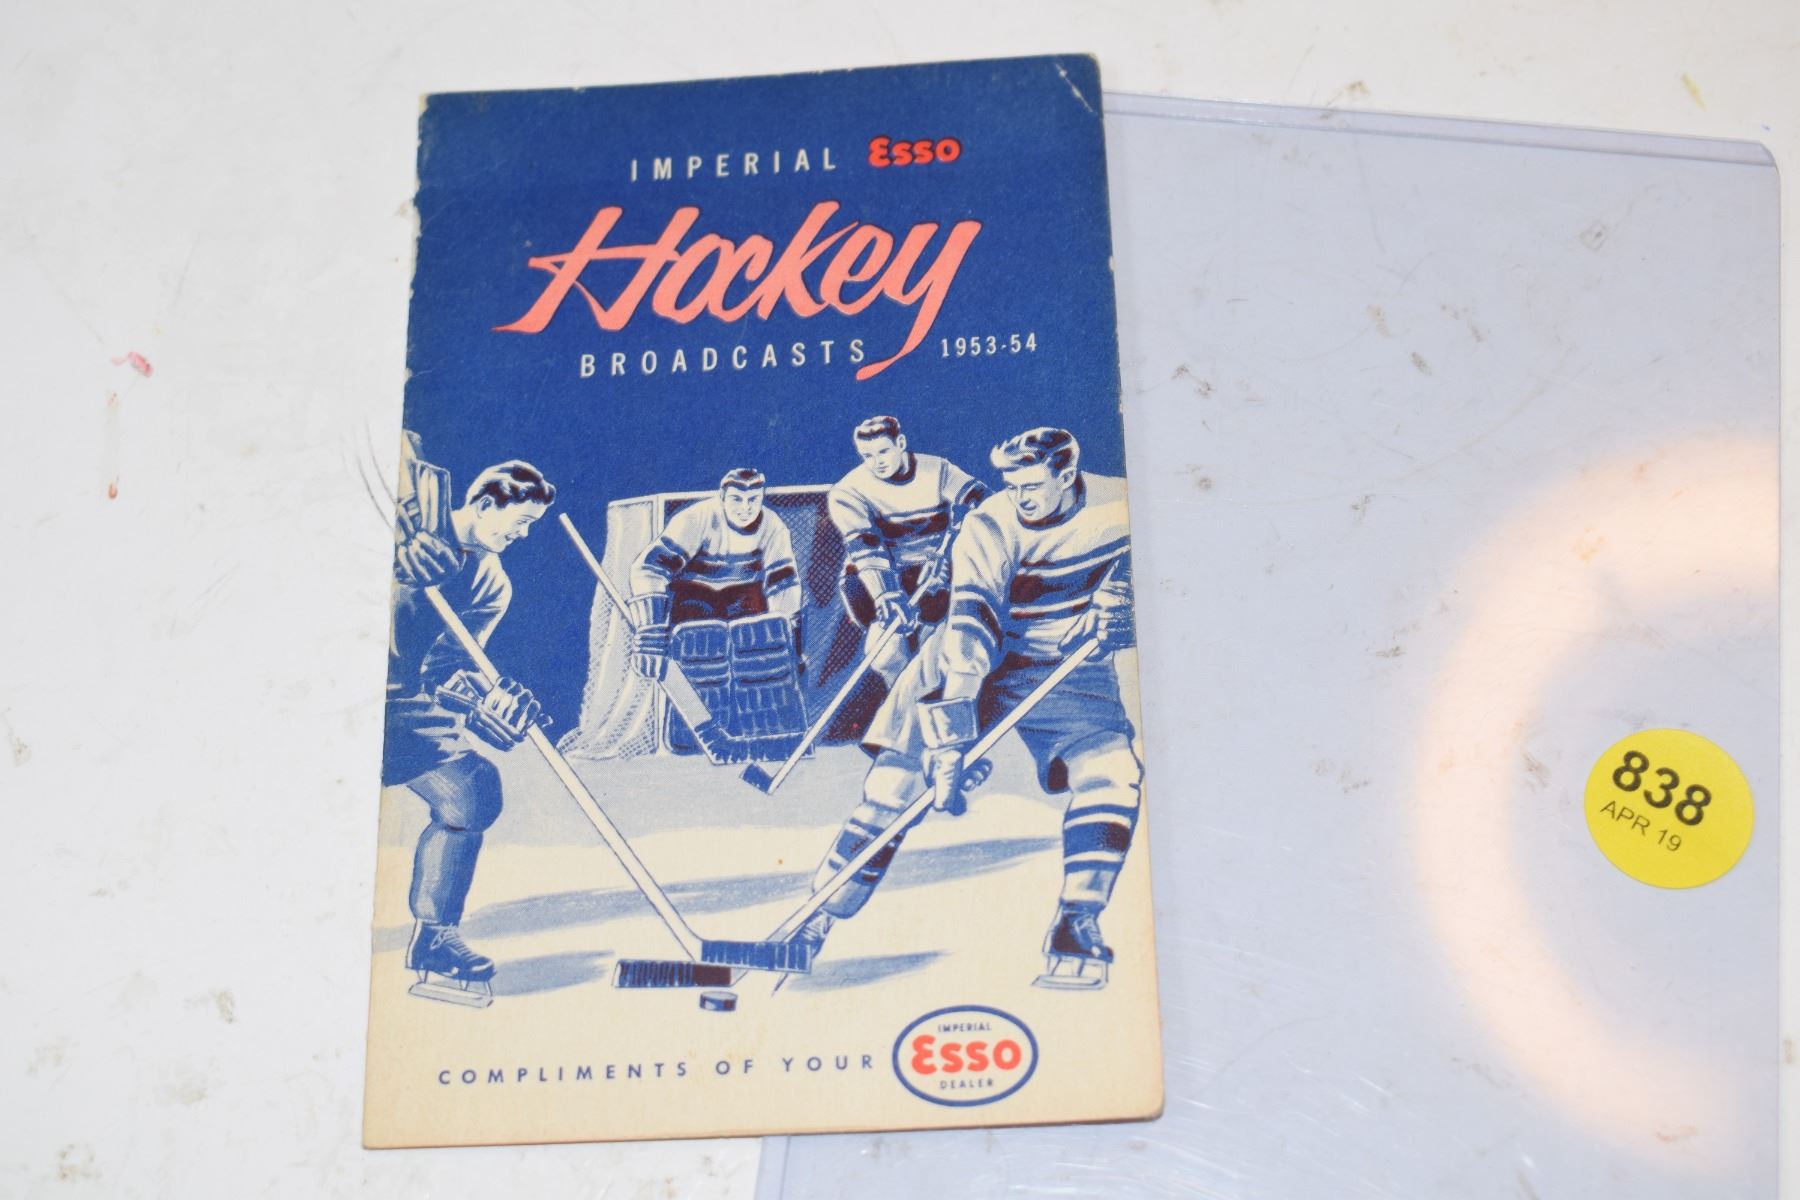 IMPERIAL Esso
Hockey
BROADCASTS 1953-54
COMPLIMENTS OF YOUR
IMPERIAL
Esso
DEALER
838
APR 19